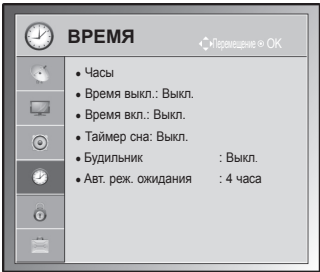 ВРЕМЯ
Перемещение OK
• Часы
• Время выкл.: Выкл.
• Время вкл.: Выкл.
• Таймер сна: Выкл.
• Будильник : Выкл.
• Авт. реж. ожидания : 4 часа